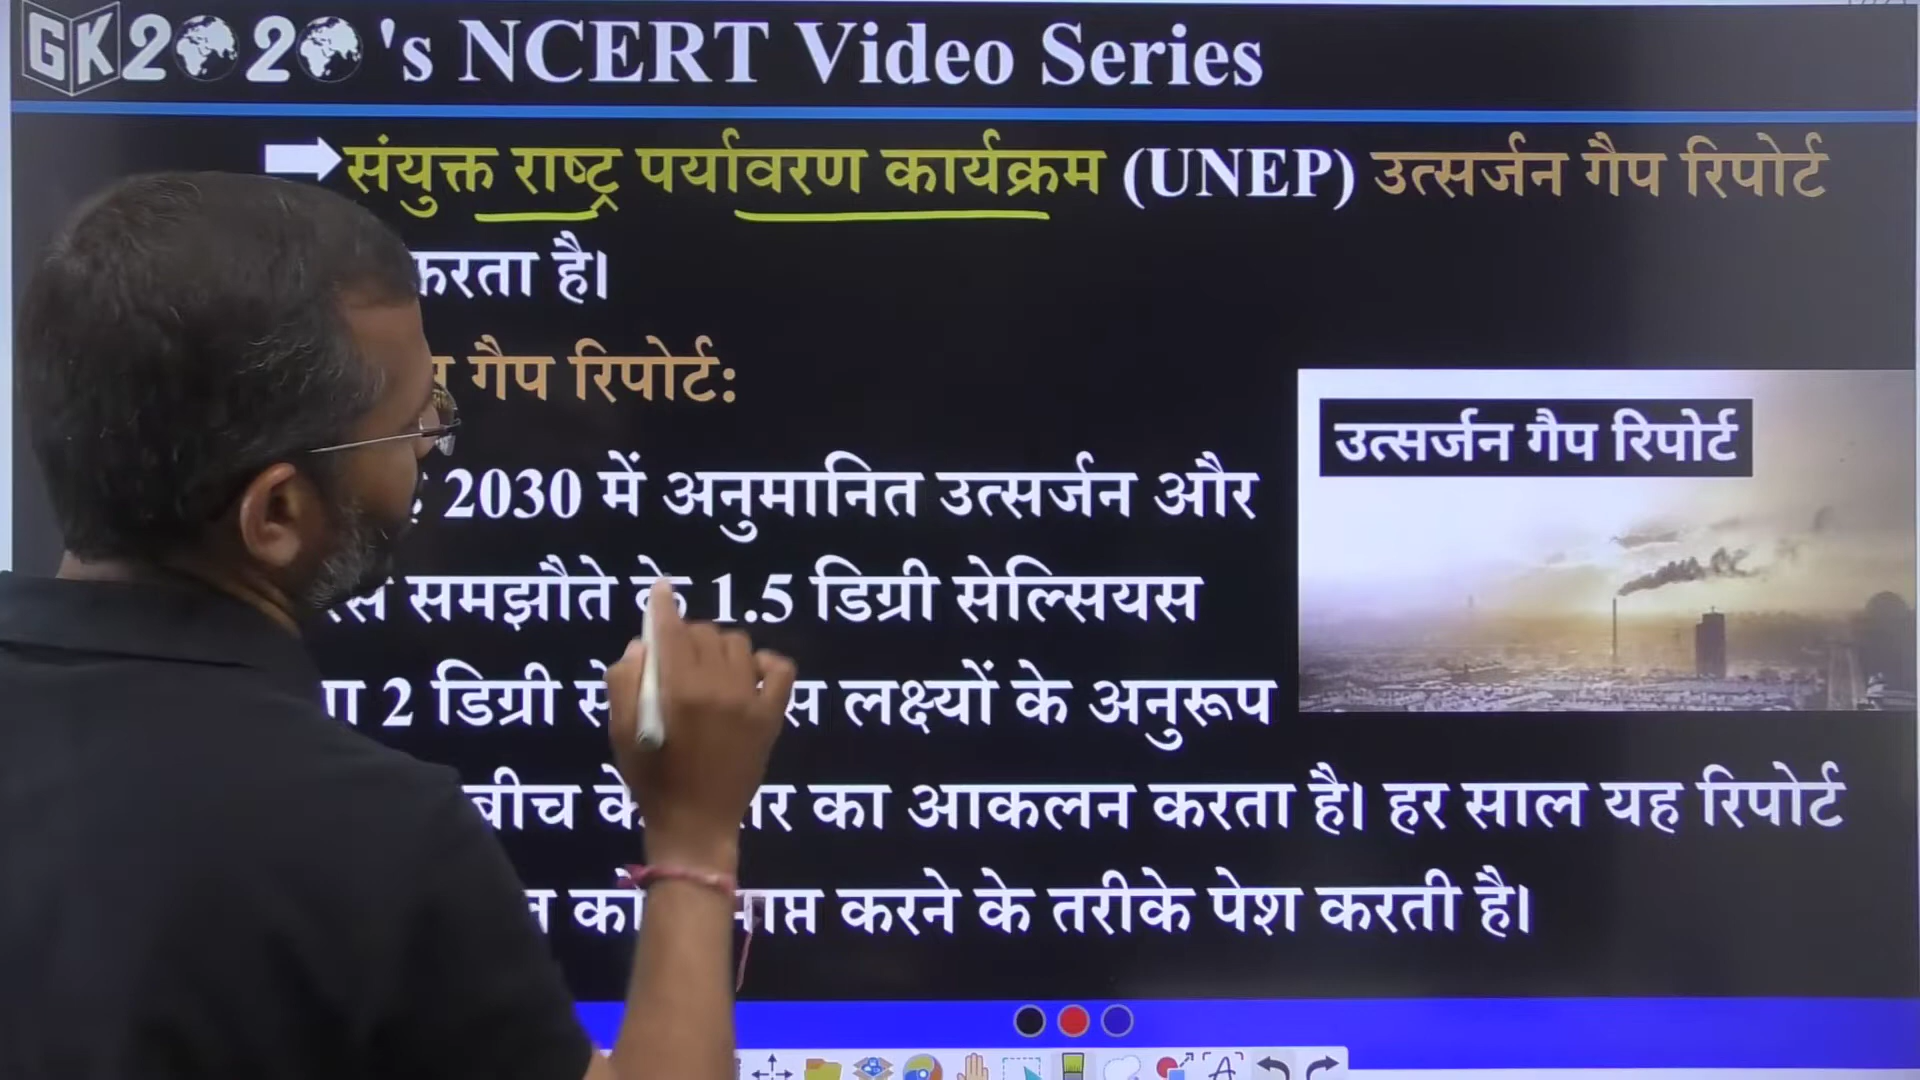 GK2020's NCERT Video Series
संयुक्त राष्ट्र पर्यावरण कार्यक्रम (UNEP) उत्सर्जन गैप रिपोर्ट
करता है।
गैप रिपोर्ट:
2030 में अनुमानित उत्सर्जन और
समझौते के 1.5 डिग्री सेल्सियस
2 डिग्री लक्ष्यों के अनुरूप
बीच का आकलन करता है। हर साल यह रिपोर्ट
को करने के तरीके पेश करती है।
उत्सर्जन गैप रिपोर्ट